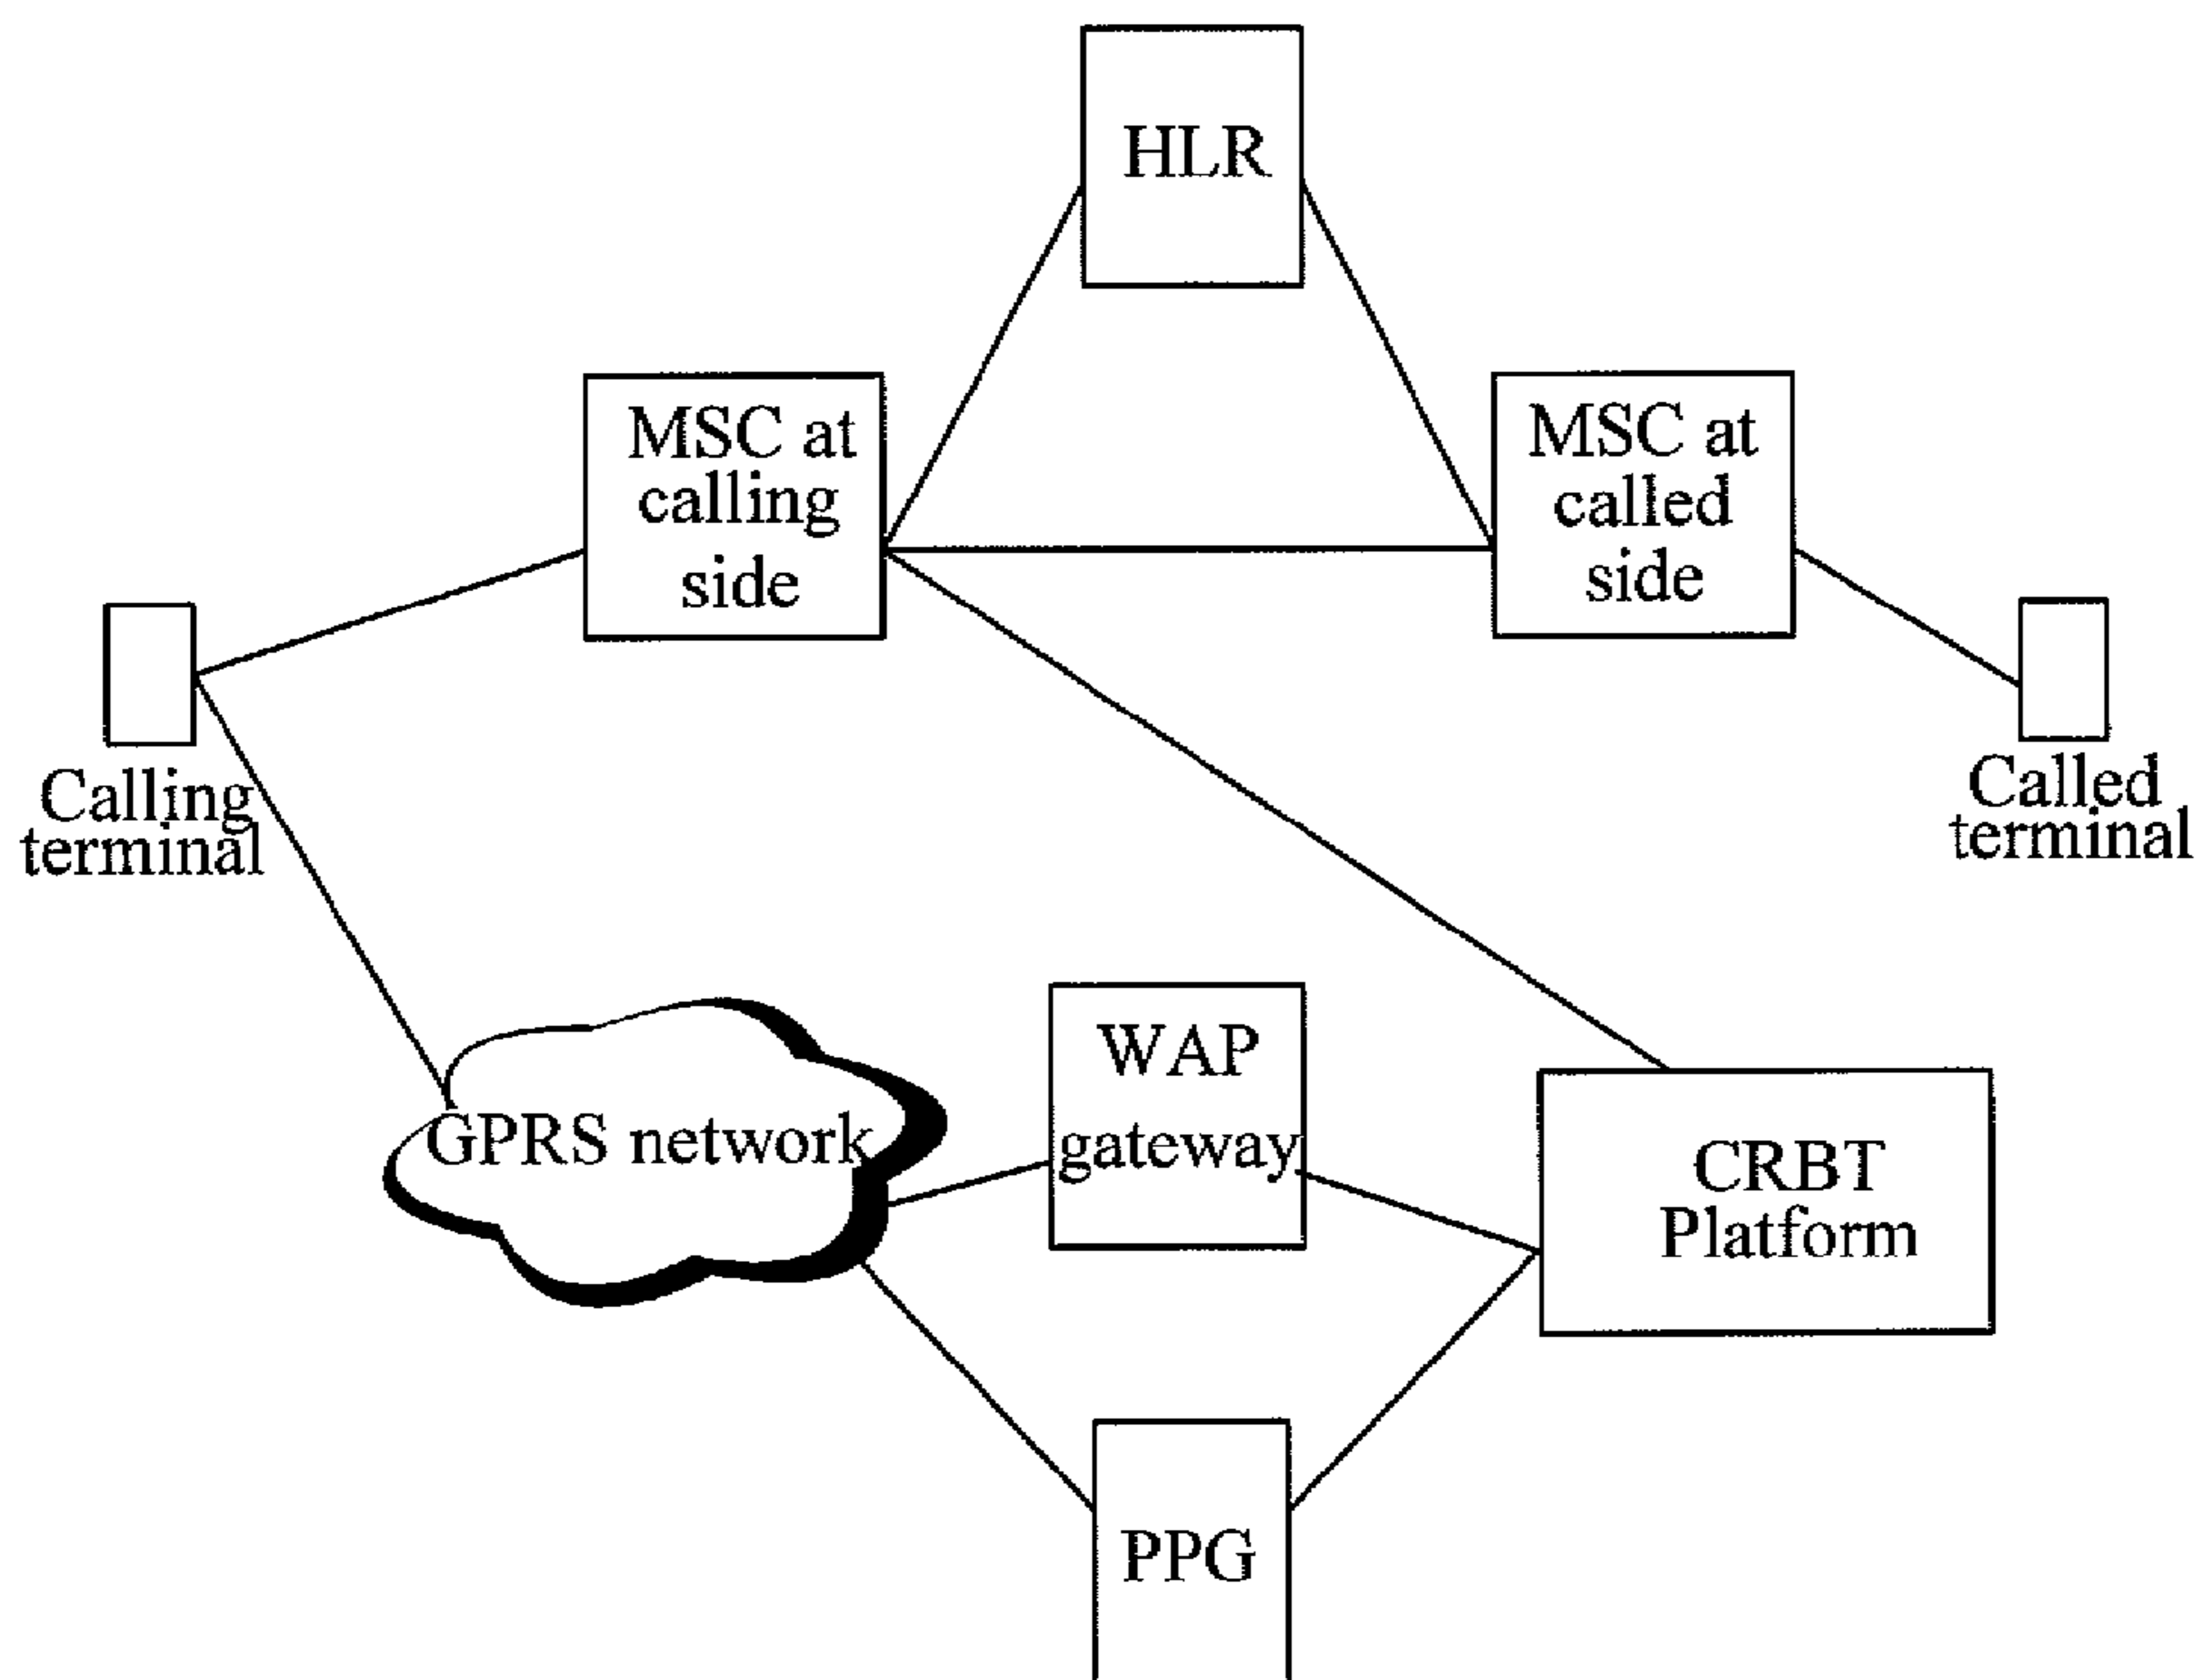 HLR
MSC at
calling
side
MSC at
called
side
Calling
terminal
Called
terminal
GPRS network
WAP
gateway
CRBT
Platform
PPG